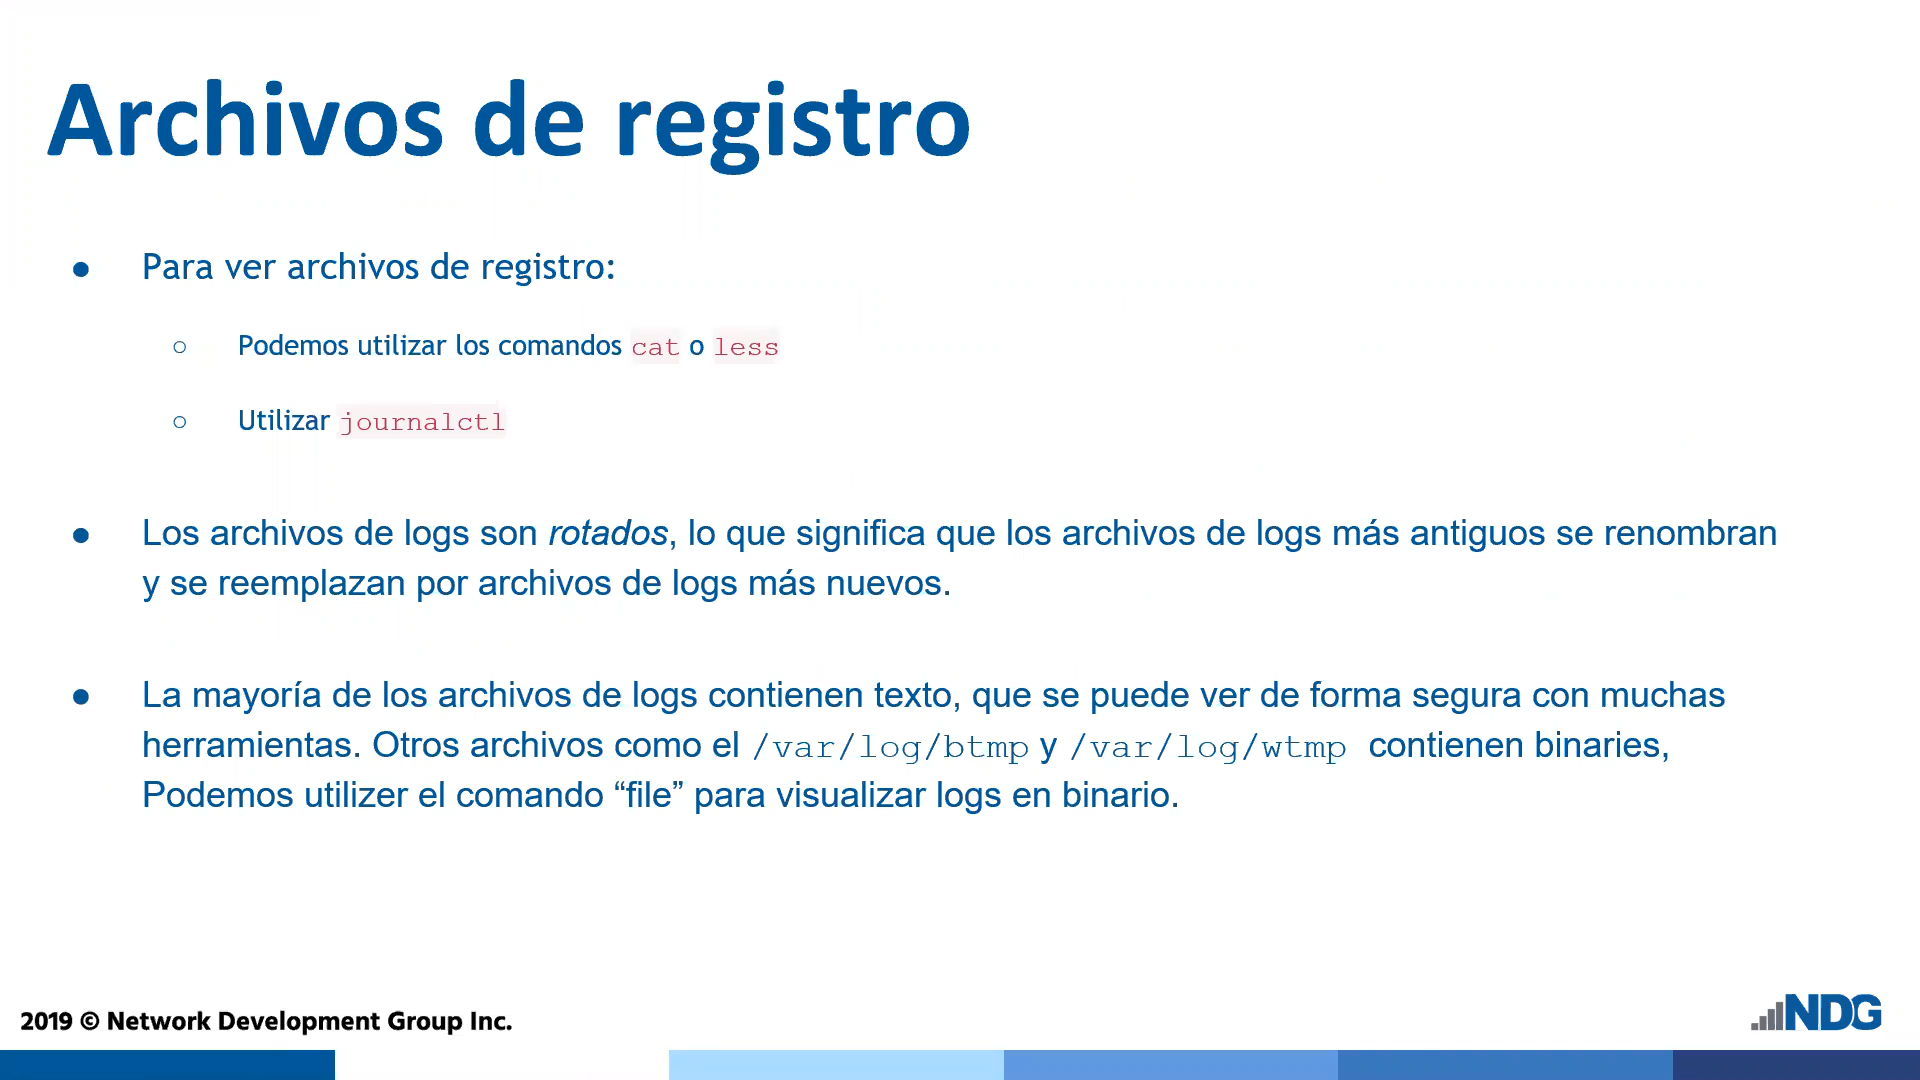 Archivos de registro
● Para ver archivos de registro:
○ Podemos utilizar los comandos cat o less
○ Utilizar journalctl
● Los archivos de logs son rotados, lo que significa que los archivos de logs más antiguos se renombran
y se reemplazan por archivos de logs más nuevos.
● La mayoría de los archivos de logs contienen texto, que se puede ver de forma segura con muchas
herramientas. Otros archivos como el /var/log/btmp y /var/log/wtmp contienen binaries,
Podemos utilizer el comando “file” para visualizar logs en binario.
2019 © Network Development Group Inc.
NDG